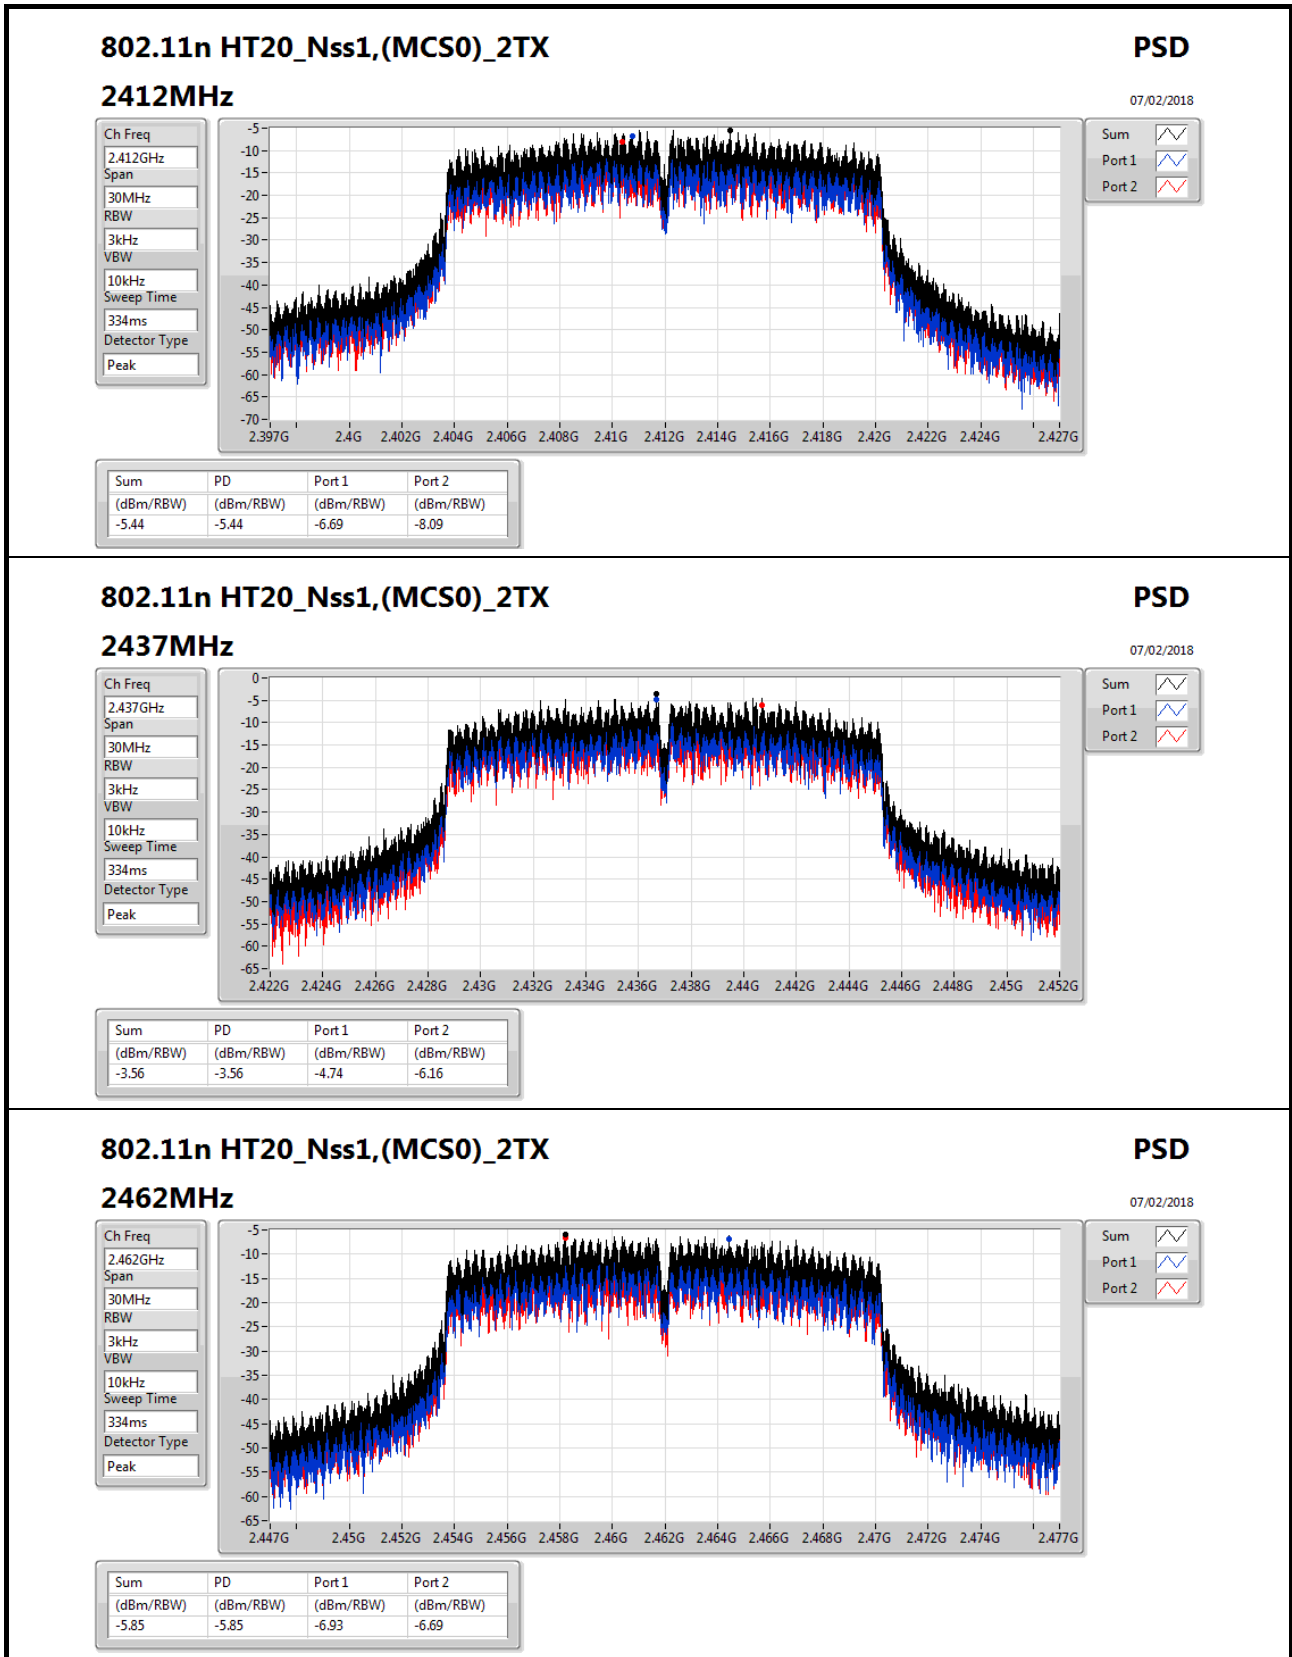 802.11n HT20_Nss1,(MCS0)_2TX PSD
2412MHz
07/02/2018
Ch Freq
2.412GHz
Span
30MHz
RBW
3kHz
VBW
10kHz
Sweep Time
334ms
Detector Type
Peak
-5
-10
-15
-20
-25
-30
-35
-40
-45
-50
-55
-60
-65
-70
2.397G 2.4G 2.402G 2.404G 2.406G 2.408G 2.41G 2.412G 2.414G 2.416G 2.418G 2.42G 2.422G 2.424G 2.427G
Sum
Port 1
Port 2
Sum PD Port 1 Port 2
(dBm/RBW) (dBm/RBW) (dBm/RBW) (dBm/RBW)
-5.44 -5.44 -6.69 -8.09
802.11n HT20_Nss1,(MCS0)_2TX PSD
2437MHz
07/02/2018
Ch Freq
2.437GHz
Span
30MHz
RBW
3kHz
VBW
10kHz
Sweep Time
334ms
Detector Type
Peak
0
-5
-10
-15
-20
-25
-30
-35
-40
-45
-50
-55
-60
-65
2.422G 2.424G 2.426G 2.428G 2.43G 2.432G 2.434G 2.436G 2.438G 2.44G 2.442G 2.444G 2.446G 2.448G 2.45G 2.452G
Sum
Port 1
Port 2
Sum PD Port 1 Port 2
(dBm/RBW) (dBm/RBW) (dBm/RBW) (dBm/RBW)
-3.56 -3.56 -4.74 -6.16
802.11n HT20_Nss1,(MCS0)_2TX PSD
2462MHz
07/02/2018
Ch Freq
2.462GHz
Span
30MHz
RBW
3kHz
VBW
10kHz
Sweep Time
334ms
Detector Type
Peak
-5
-10
-15
-20
-25
-30
-35
-40
-45
-50
-55
-60
-65
2.447G 2.45G 2.452G 2.454G 2.456G 2.458G 2.46G 2.462G 2.464G 2.466G 2.468G 2.47G 2.472G 2.474G 2.477G
Sum
Port 1
Port 2
Sum PD Port 1 Port 2
(dBm/RBW) (dBm/RBW) (dBm/RBW) (dBm/RBW)
-5.85 -5.85 -6.93 -6.69